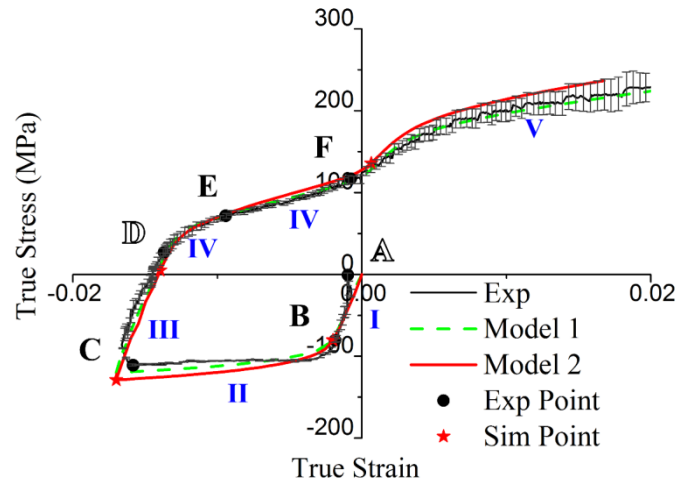 300
200
V
F
100
E
IV
𝔻
IV
𝔸
0
-0.02
0.00
0.02
I
B
III
C
-100
II
-200
True Stress (MPa)
True Strain
Exp
Model 1
Model 2
Exp Point
Sim Point